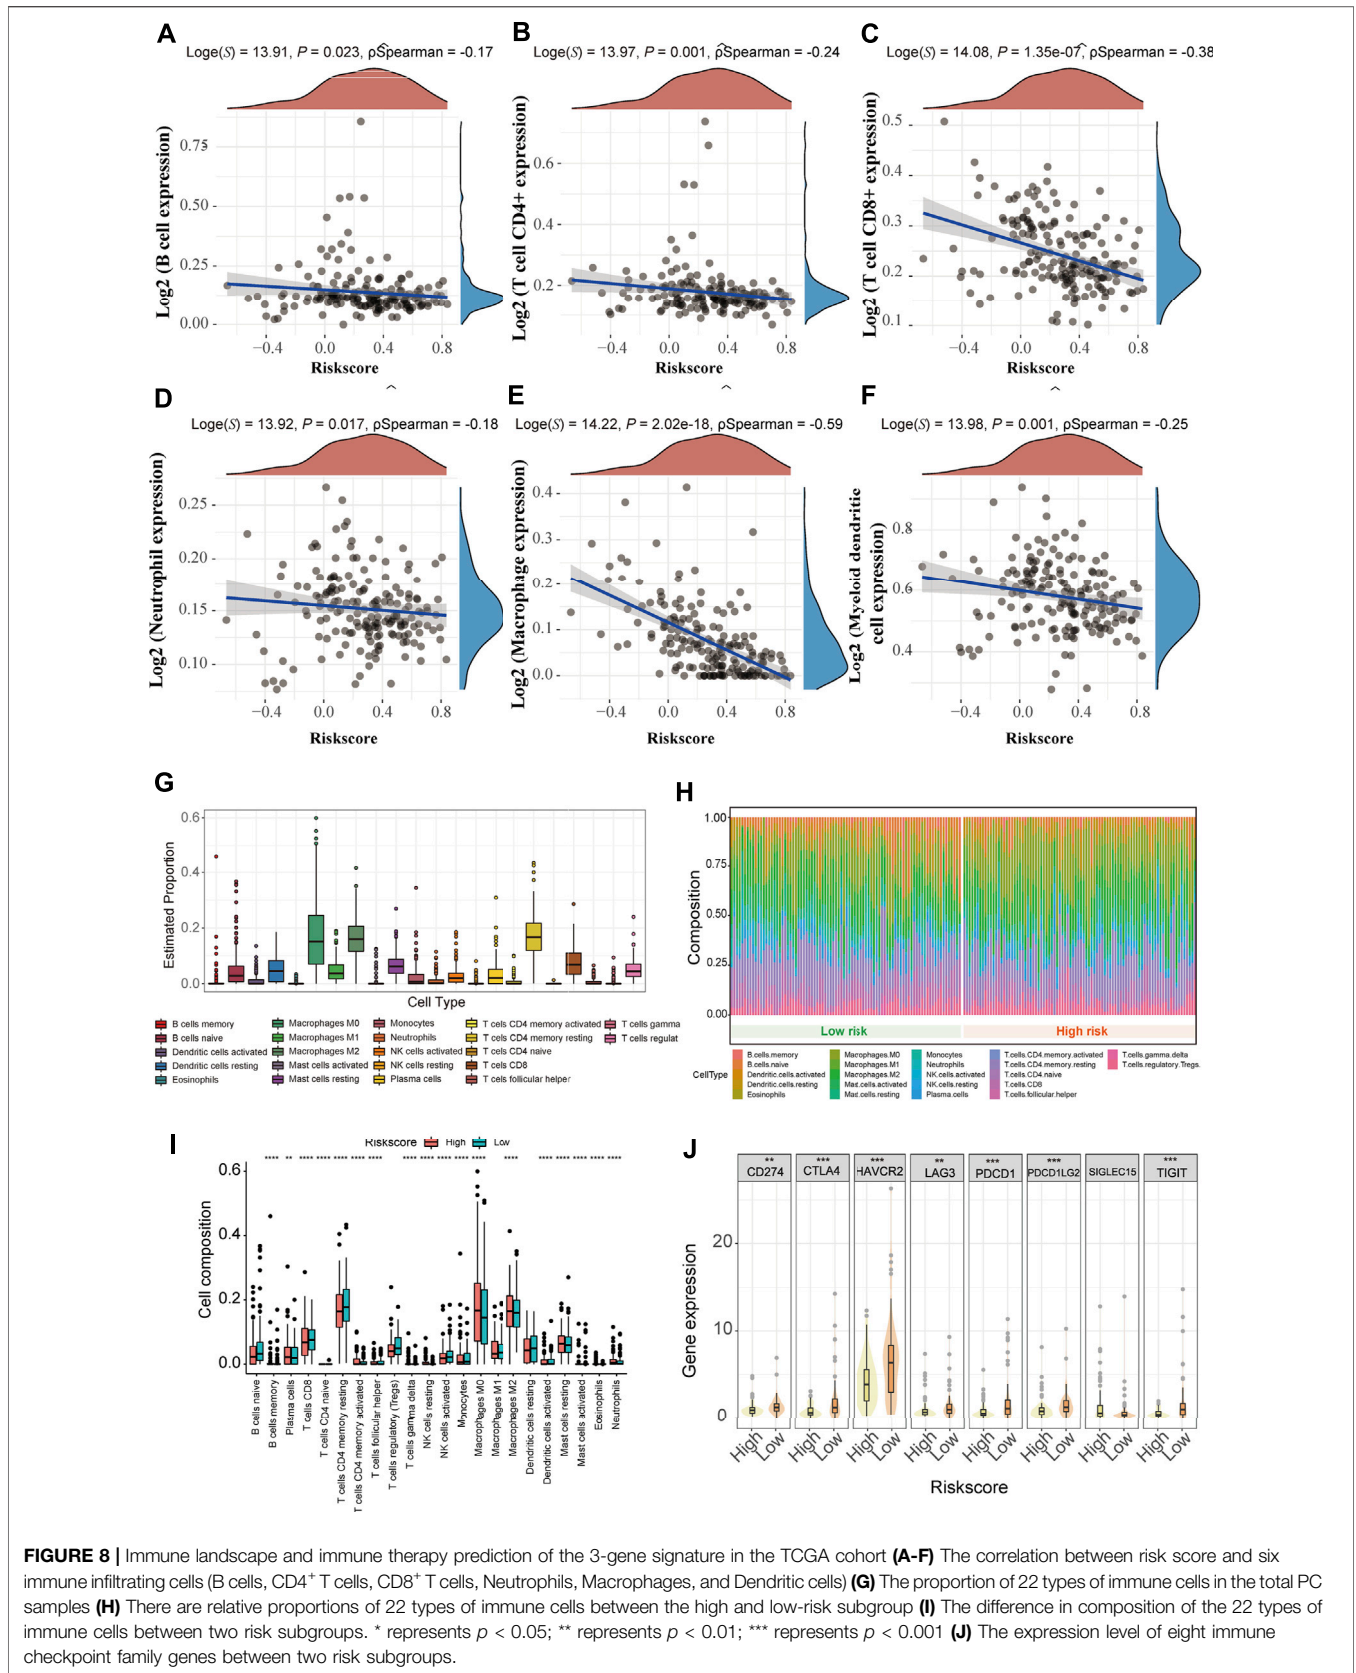 A
Loge(S) = 13.91, P = 0.023, ρ̂Spearman = -0.17
0.75
0.50
0.25
0.00
Log2 (B cell expression)
−0.4 0.0 0.4 0.8
Riskscore
B
Loge(S) = 13.97, P = 0.001, ρ̂Spearman = -0.24
0.6
0.4
0.2
Log2 (T cell CD4+ expression)
−0.4 0.0 0.4 0.8
Riskscore
C
Loge(S) = 14.08, P = 1.35e-07, ρ̂Spearman = -0.38
0.5
0.4
0.3
0.2
0.1
Log2 (T cell CD8+ expression)
−0.4 0.0 0.4 0.8
Riskscore
D
Loge(S) = 13.92, P = 0.017, ρ̂Spearman = -0.18
0.25
0.20
0.15
0.10
Log2 (Neutrophil expression)
−0.4 0.0 0.4 0.8
Riskscore
E
Loge(S) = 14.22, P = 2.02e-18, ρ̂Spearman = -0.59
0.4
0.3
0.2
0.1
0.0
Log2 (Macrophage expression)
−0.4 0.0 0.4 0.8
Riskscore
F
Loge(S) = 13.98, P = 0.001, ρ̂Spearman = -0.25
0.8
0.6
0.4
Log2 (Myeloid dendritic
cell expression)
−0.4 0.0 0.4 0.8
Riskscore
G
0.6
0.4
0.2
0.0
Estimated Proportion
Cell Type
B cells memory
B cells naive
Dendritic cells activated
Dendritic cells resting
Eosinophils
Macrophages M0
Macrophages M1
Macrophages M2
Mast cells activated
Mast cells resting
Monocytes
Neutrophils
NK cells activated
NK cells resting
Plasma cells
T cells CD4 memory activated
T cells CD4 memory resting
T cells CD4 naive
T cells CD8
T cells follicular helper
T cells gamma
T cells regulat
H
1.00
0.75
0.50
0.25
0.00
Composition
Low risk High risk
CellType
B.cells.memory
B.cells.naive
Dendritic.cells.activated
Dendritic.cells.resting
Eosinophils
Macrophages.M0
Macrophages.M1
Macrophages.M2
Mast.cells.activated
Mast.cells.resting
Monocytes
Neutrophils
NK.cells.activated
NK.cells.resting
Plasma.cells
T.cells.CD4.memory.activated
T.cells.CD4.memory.resting
T.cells.CD4.naive
T.cells.CD8
T.cells.follicular.helper
T.cells.gamma.delta
T.cells.regulatory.Tregs.
I
Riskscore High Low
**** ** **** **** **** **** **** **** **** **** **** **** **** **** **** **** ****
0.6
0.4
0.2
0.0
Cell composition
B cells naive
B cells memory
Plasma cells
T cells CD8
T cells CD4 naive
T cells CD4 memory resting
T cells CD4 memory activated
T cells follicular helper
T cells regulatory (Tregs)
T cells gamma delta
NK cells resting
NK cells activated
Monocytes
Macrophages M0
Macrophages M1
Macrophages M2
Dendritic cells resting
Dendritic cells activated
Mast cells resting
Mast cells activated
Eosinophils
Neutrophils
J
** *** *** ** *** *** ***
CD274 CTLA4 HAVCR2 LAG3 PDCD1 PDCD1LG2 SIGLEC15 TIGIT
20
10
0
Gene expression
High Low High Low High Low High Low High Low High Low High Low High Low
Riskscore
FIGURE 8 | Immune landscape and immune therapy prediction of the 3-gene signature in the TCGA cohort (A-F) The correlation between risk score and six
immune infiltrating cells (B cells, CD4+ T cells, CD8+ T cells, Neutrophils, Macrophages, and Dendritic cells) (G) The proportion of 22 types of immune cells in the total PC
samples (H) There are relative proportions of 22 types of immune cells between the high and low-risk subgroup (I) The difference in composition of the 22 types of
immune cells between two risk subgroups. * represents p < 0.05; ** represents p < 0.01; *** represents p < 0.001 (J) The expression level of eight immune
checkpoint family genes between two risk subgroups.